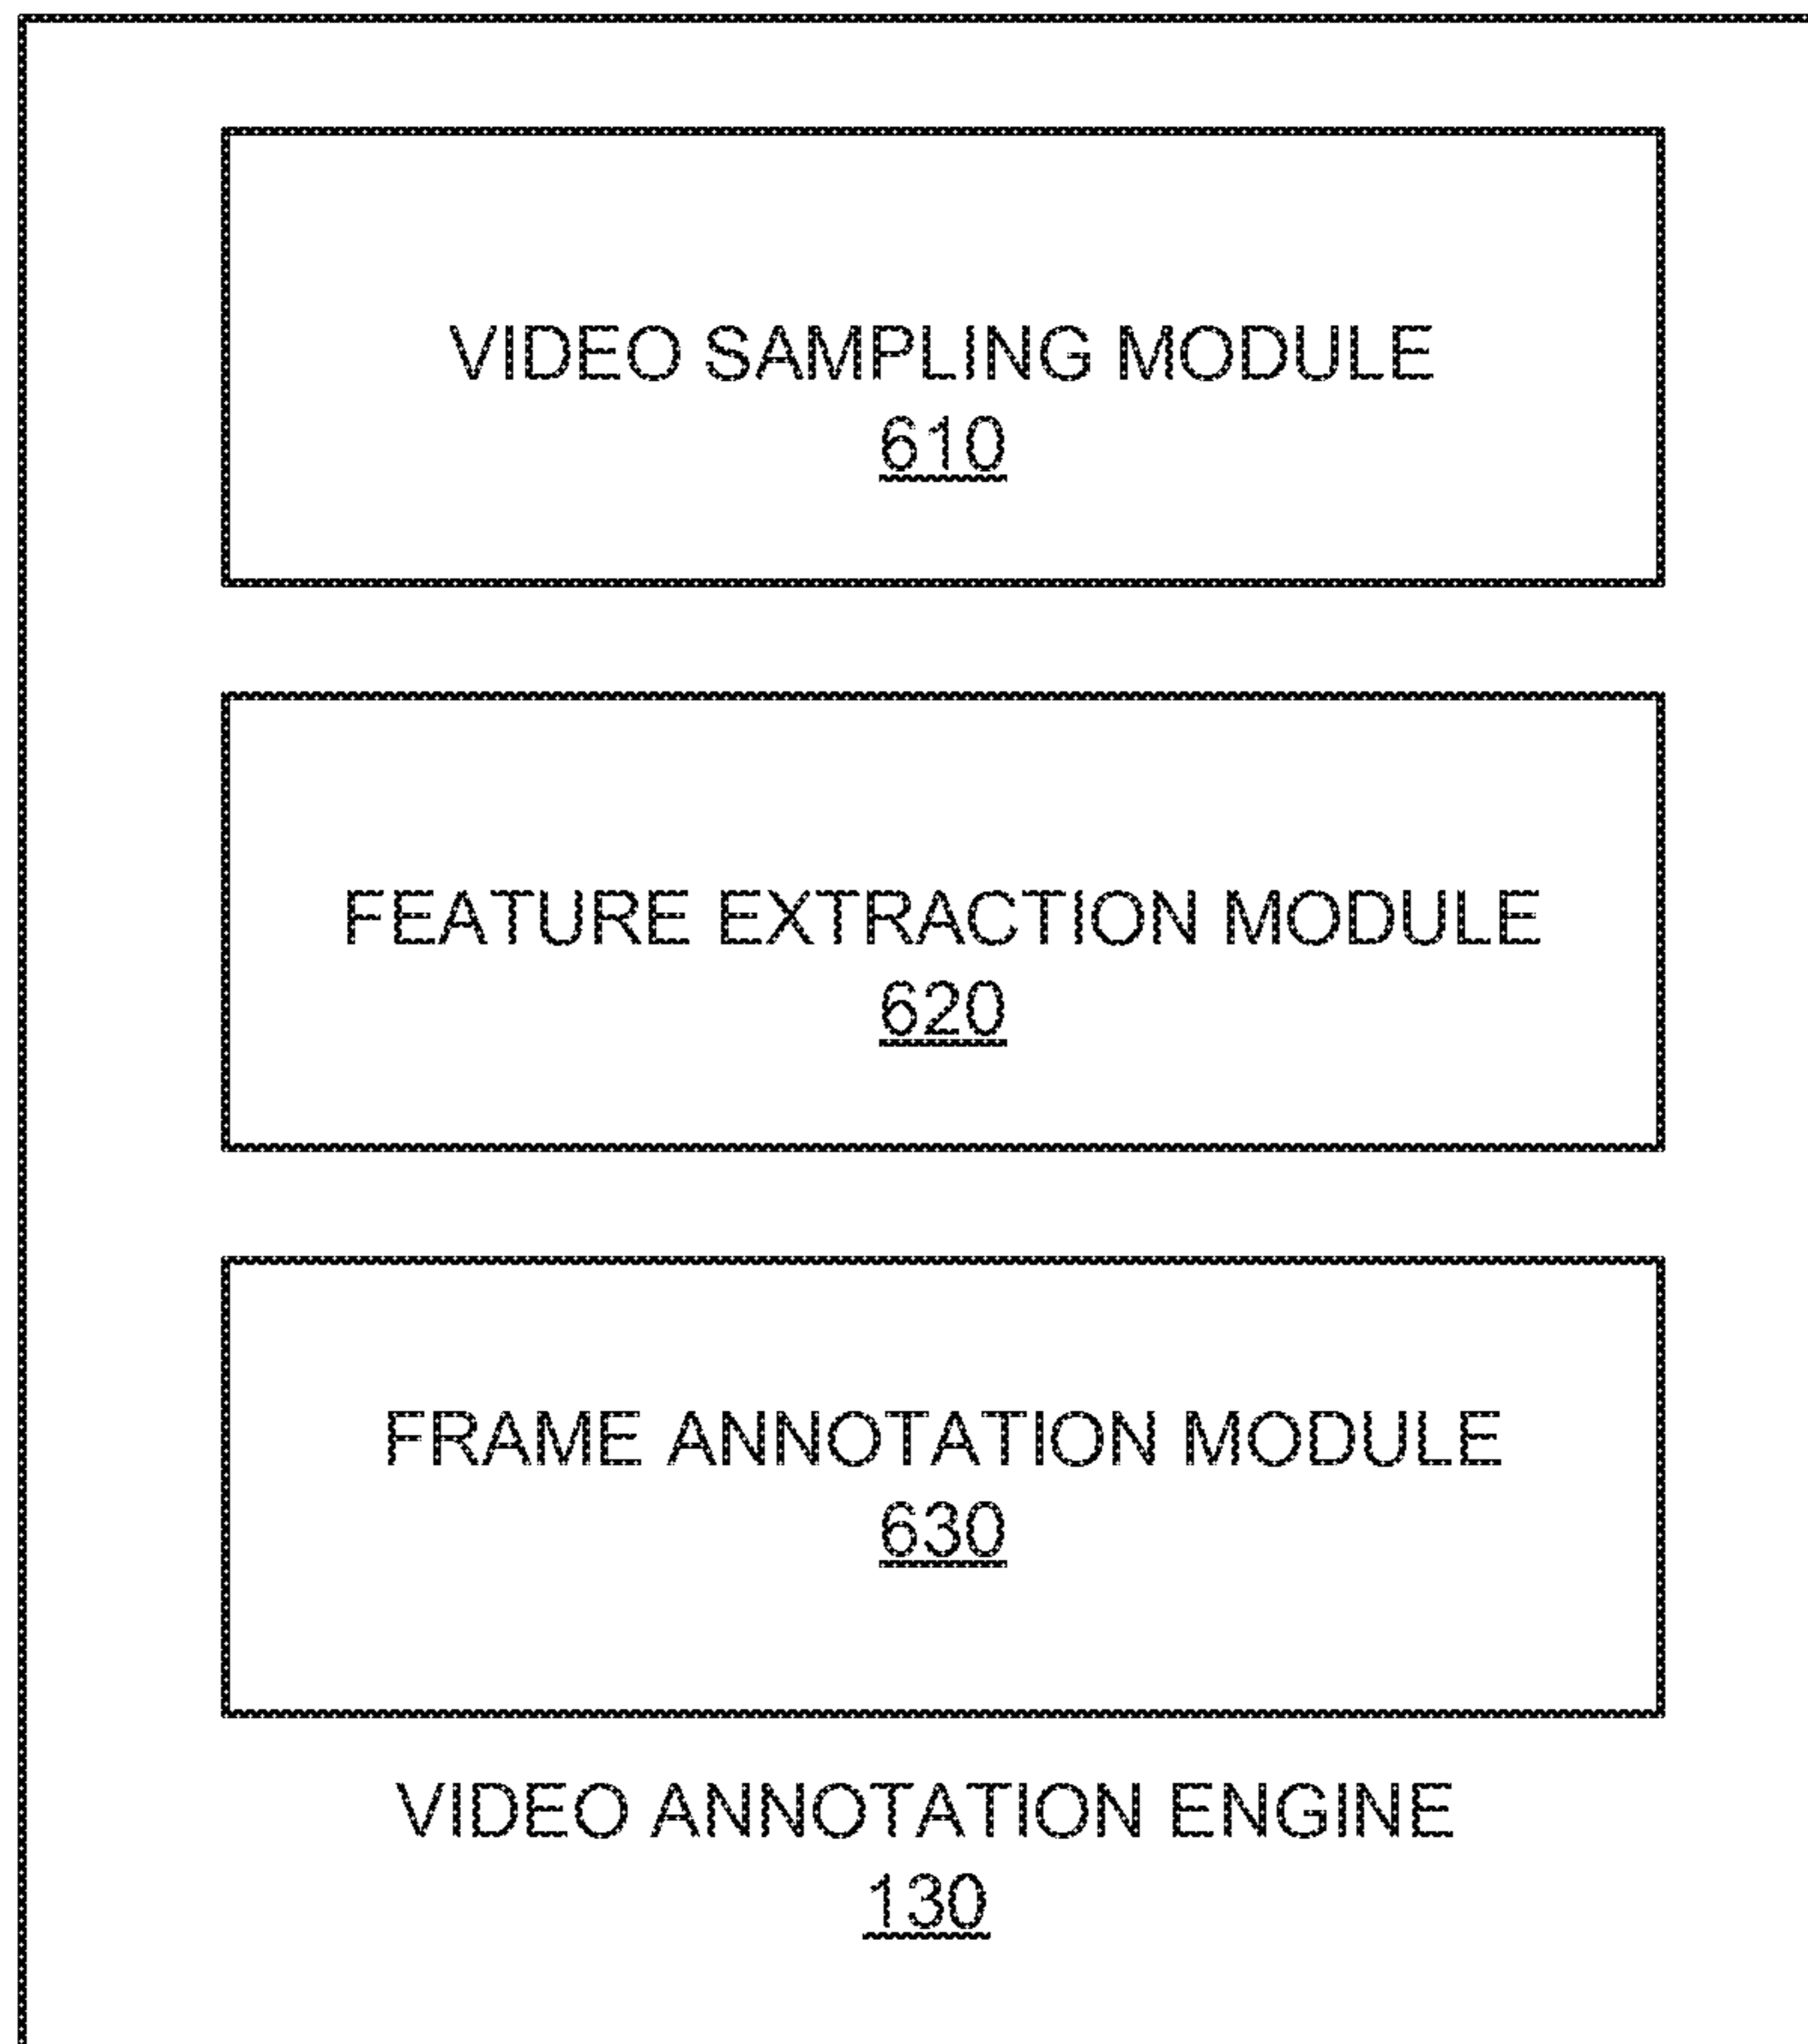 VIDEO SAMPLING MODULE
610
FEATURE EXTRACTION MODULE
620
FRAME ANNOTATION MODULE
630
VIDEO ANNOTATION ENGINE
130